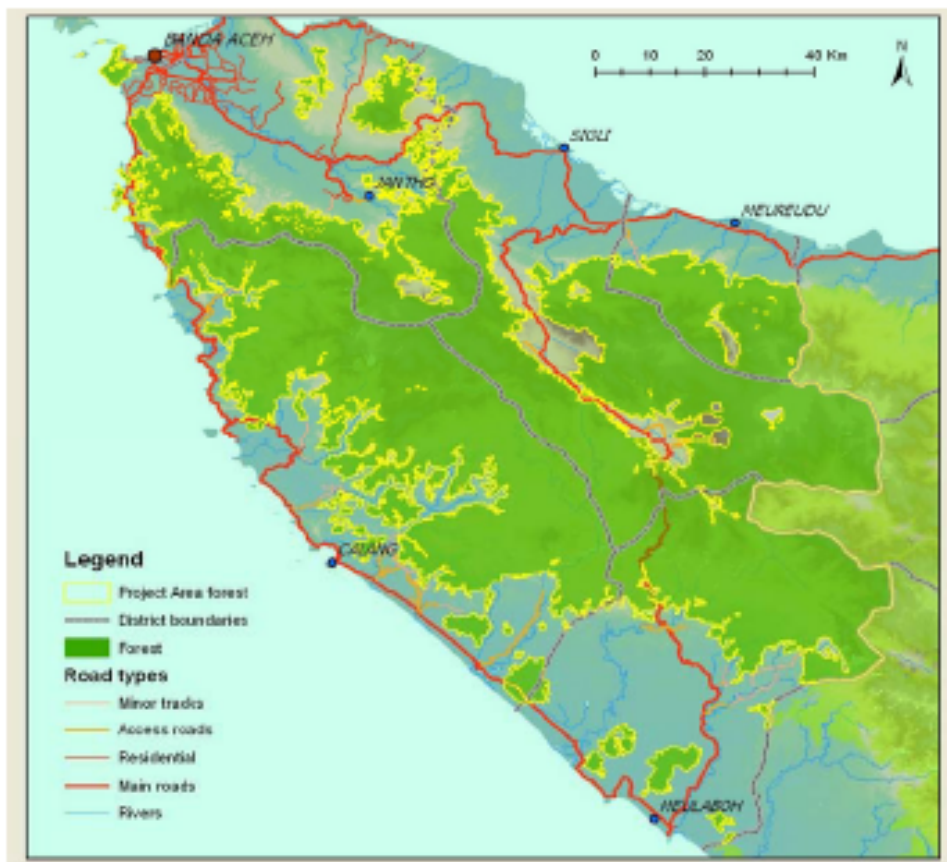 BANDA ACEH
0 10 20 40 Km
N
SIGLI
JANTHO
MEUREUDU
CALANG
Legend
Project Area forest
District boundaries
Forest
Road types
Minor tracks
Access roads
Residential
Main roads
Rivers
MEULABOH